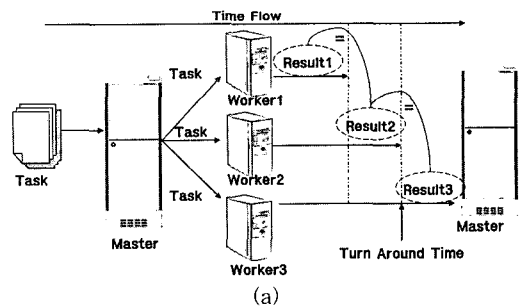 Time Flow
Task
Worker1
Result1
=
Task
Task
Master
Task
Worker2
Result2
=
Task
Worker3
Result3
Turn Around Time
Master
(a)